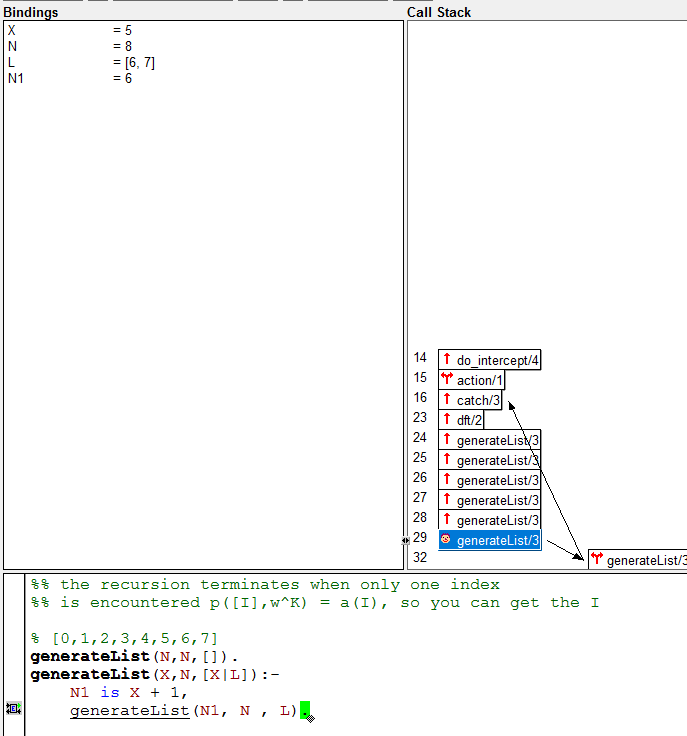 Bindings
X = 5
N = 8
L = [6, 7]
N1 = 6
Call Stack
14 do_intercept/4
15 action/1
16 catch/3
23 dft/2
24 generateList/3
25 generateList/3
26 generateList/3
27 generateList/3
28 generateList/3
29 generateList/3
32 generateList/3
%% the recursion terminates when only one index
%% is encountered p([I],w^K) = a(I), so you can get the I
% [0,1,2,3,4,5,6,7]
generateList(N,N,[]).
generateList(X,N,[X|L]):-
N1 is X + 1,
generateList(N1, N , L).